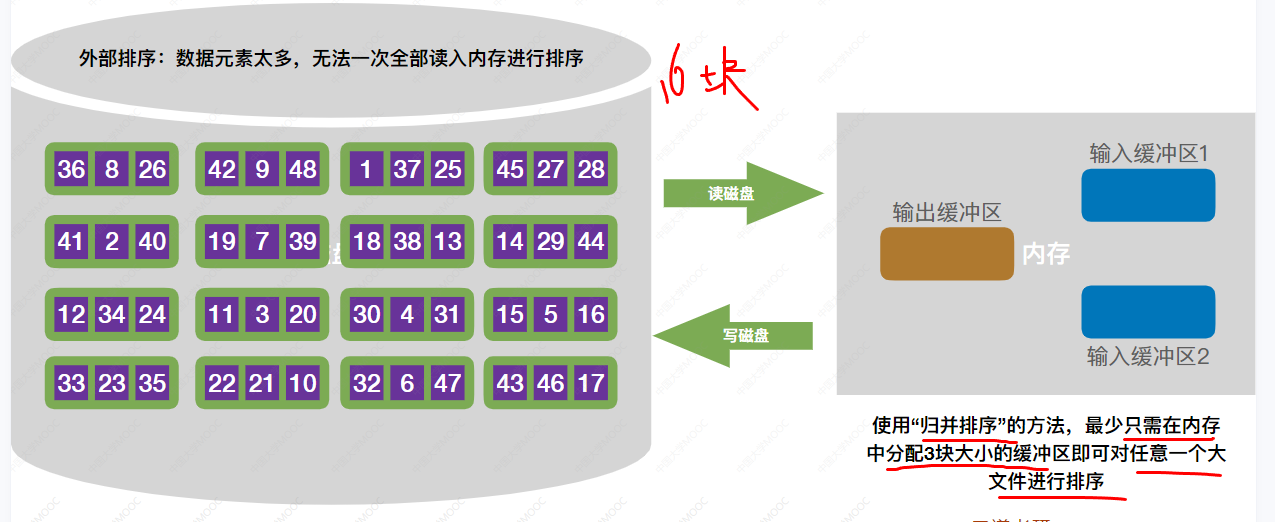 外部排序：数据元素太多，无法一次全部读入内存进行排序
16块
36 8 26 42 9 48 1 37 25 45 27 28
41 2 40 19 7 39 18 38 13 14 29 44
12 34 24 11 3 20 30 4 31 15 5 16
33 23 35 22 21 10 32 6 47 43 46 17
读磁盘
写磁盘
输入缓冲区1
输出缓冲区
内存
输入缓冲区2
使用“归并排序”的方法，最少只需在内存
中分配3块大小的缓冲区即可对任意一个大
文件进行排序